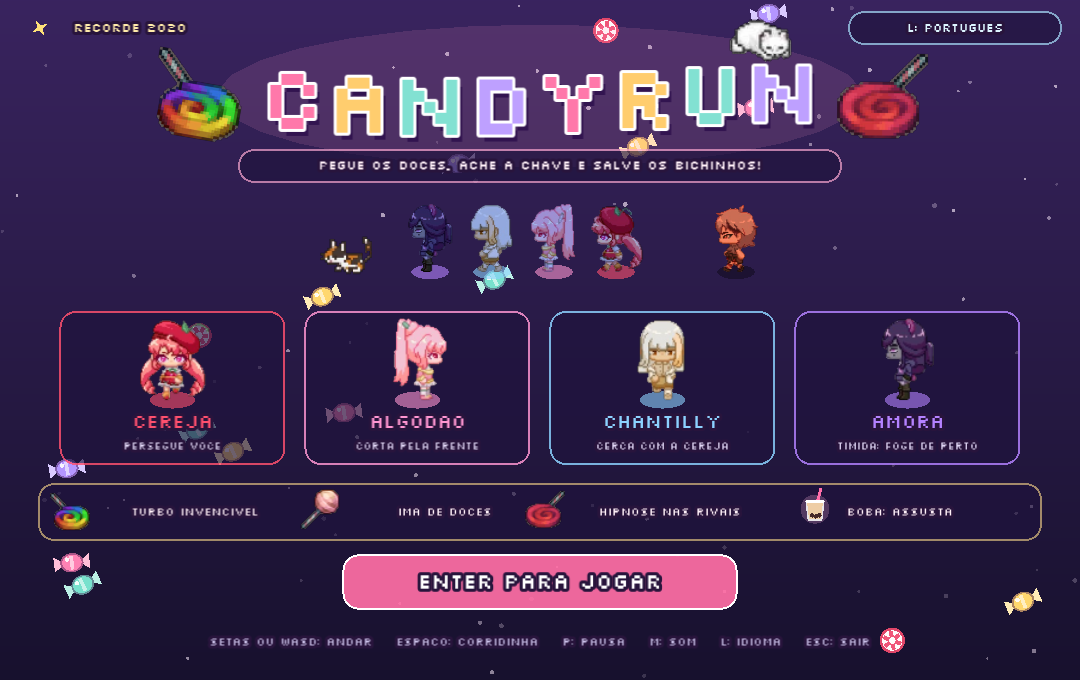 RECORDE 2020
L: PORTUGUES
CANDYRUN
PEGUE OS DOCES, ACHE A CHAVE E SALVE OS BICHINHOS!
CEREJA
PERSEGUE VOCE
ALGODAO
CORTA PELA FRENTE
CHANTILLY
CERCA COM A CEREJA
AMORA
TIMIDA: FOGE DE PERTO
TURBO INVENCIVEL
IMA DE DOCES
HIPNOSE NAS RIVAIS
BOBA: ASSUSTA
ENTER PARA JOGAR
SETAS OU WASD: ANDAR ESPACO: CORRIDINHA P: PAUSA M: SOM L: IDIOMA ESC: SAIR